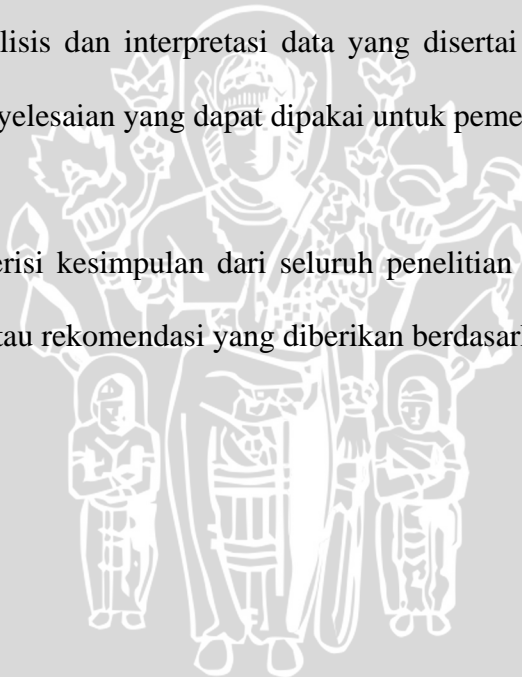 lisis dan interpretasi data yang disertai
yelesaian yang dapat dipakai untuk peme
erisi kesimpulan dari seluruh penelitian
tau rekomendasi yang diberikan berdasar